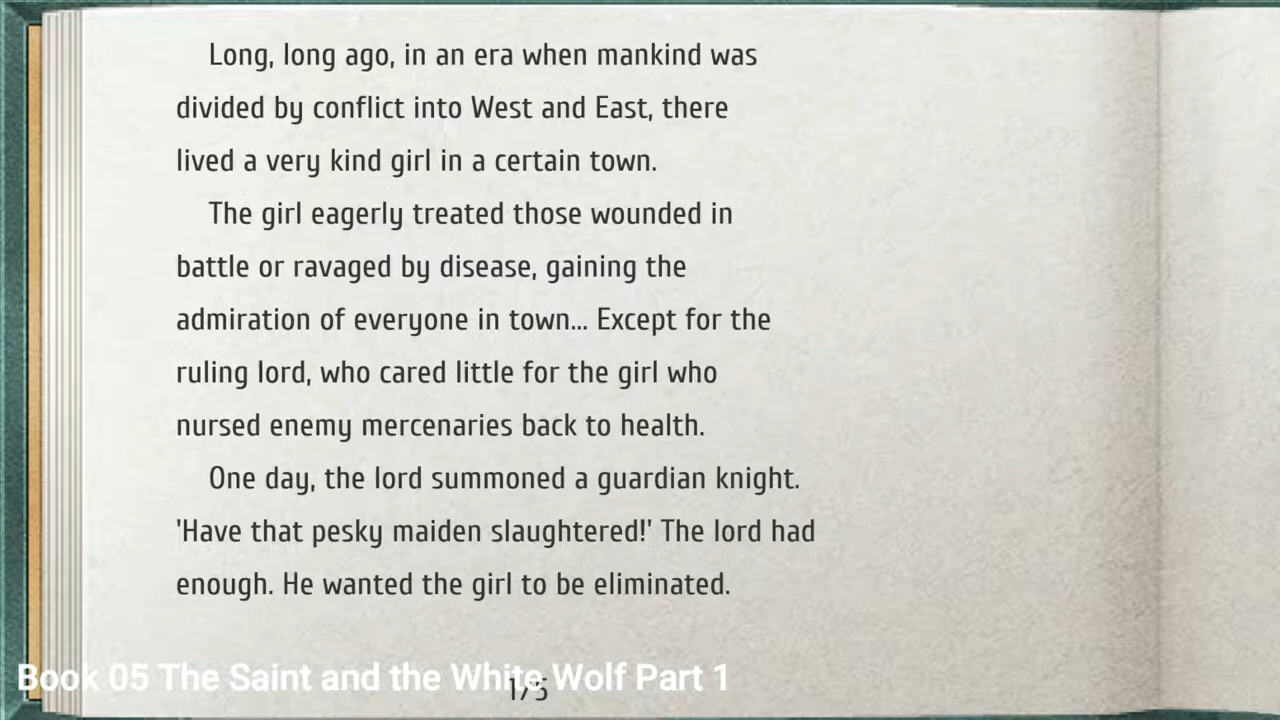 Long, long ago, in an era when mankind was
divided by conflict into West and East, there
lived a very kind girl in a certain town.
The girl eagerly treated those wounded in
battle or ravaged by disease, gaining the
admiration of everyone in town... Except for the
ruling lord, who cared little for the girl who
nursed enemy mercenaries back to health.
One day, the lord summoned a guardian knight.
'Have that pesky maiden slaughtered!' The lord had
enough. He wanted the girl to be eliminated.
Book 05 The Saint and the White Wolf Part 1
1/5